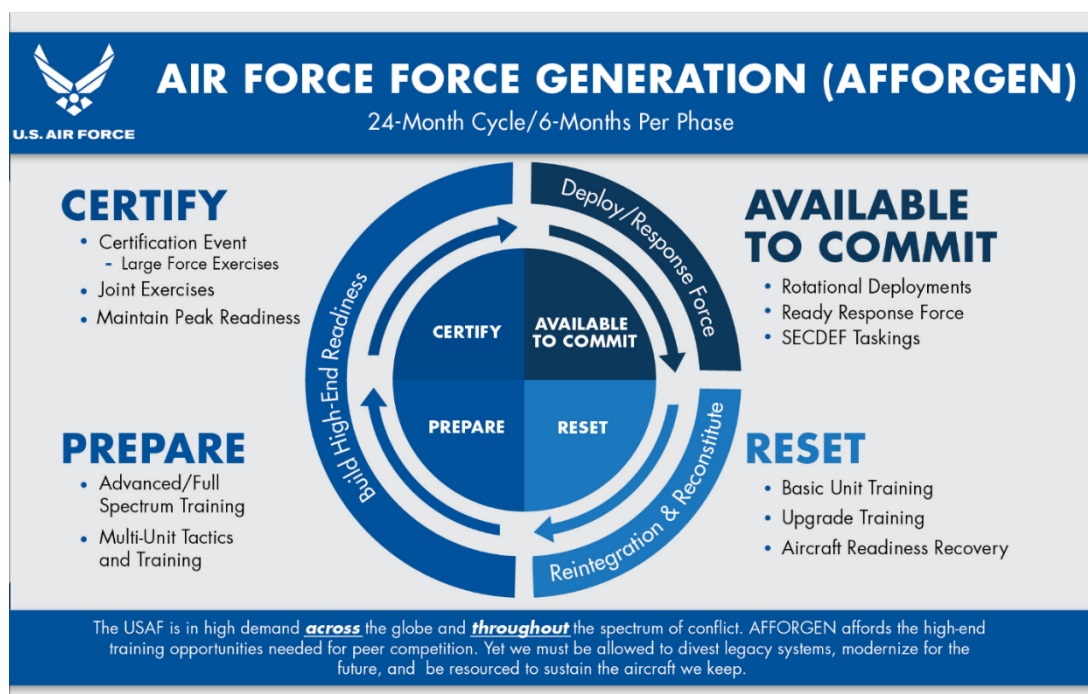 AIR FORCE FORCE GENERATION (AFFORGEN)
24-Month Cycle/6-Months Per Phase
U.S. AIR FORCE
CERTIFY
• Certification Event
- Large Force Exercises
• Joint Exercises
• Maintain Peak Readiness
PREPARE
• Advanced/Full
Spectrum Training
• Multi-Unit Tactics
and Training
Build High-End Readiness
Deploy/Response Force
Reintegration & Reconstitute
CERTIFY
AVAILABLE
TO COMMIT
PREPARE
RESET
AVAILABLE
TO COMMIT
• Rotational Deployments
• Ready Response Force
• SECDEF Taskings
RESET
• Basic Unit Training
• Upgrade Training
• Aircraft Readiness Recovery
The USAF is in high demand across the globe and throughout the spectrum of conflict. AFFORGEN affords the high-end
training opportunities needed for peer competition. Yet we must be allowed to divest legacy systems, modernize for the
future, and be resourced to sustain the aircraft we keep.